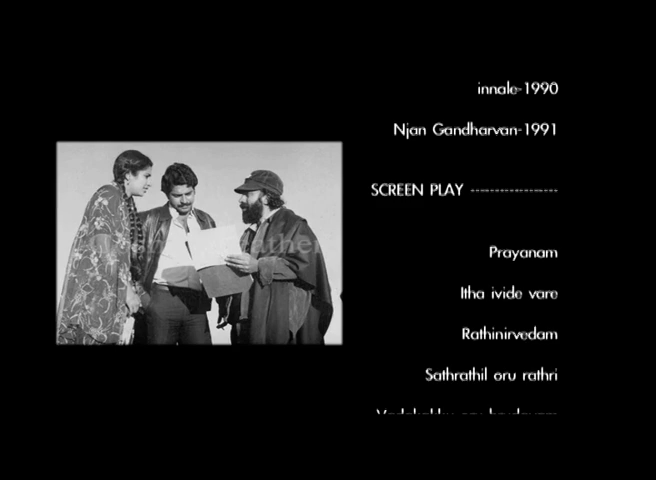 innale-1990
Njan Gandharvan-1991
SCREEN PLAY ------------------
Prayanam
Itha ivide vare
Rathinirvedam
Sathrathil oru rathri